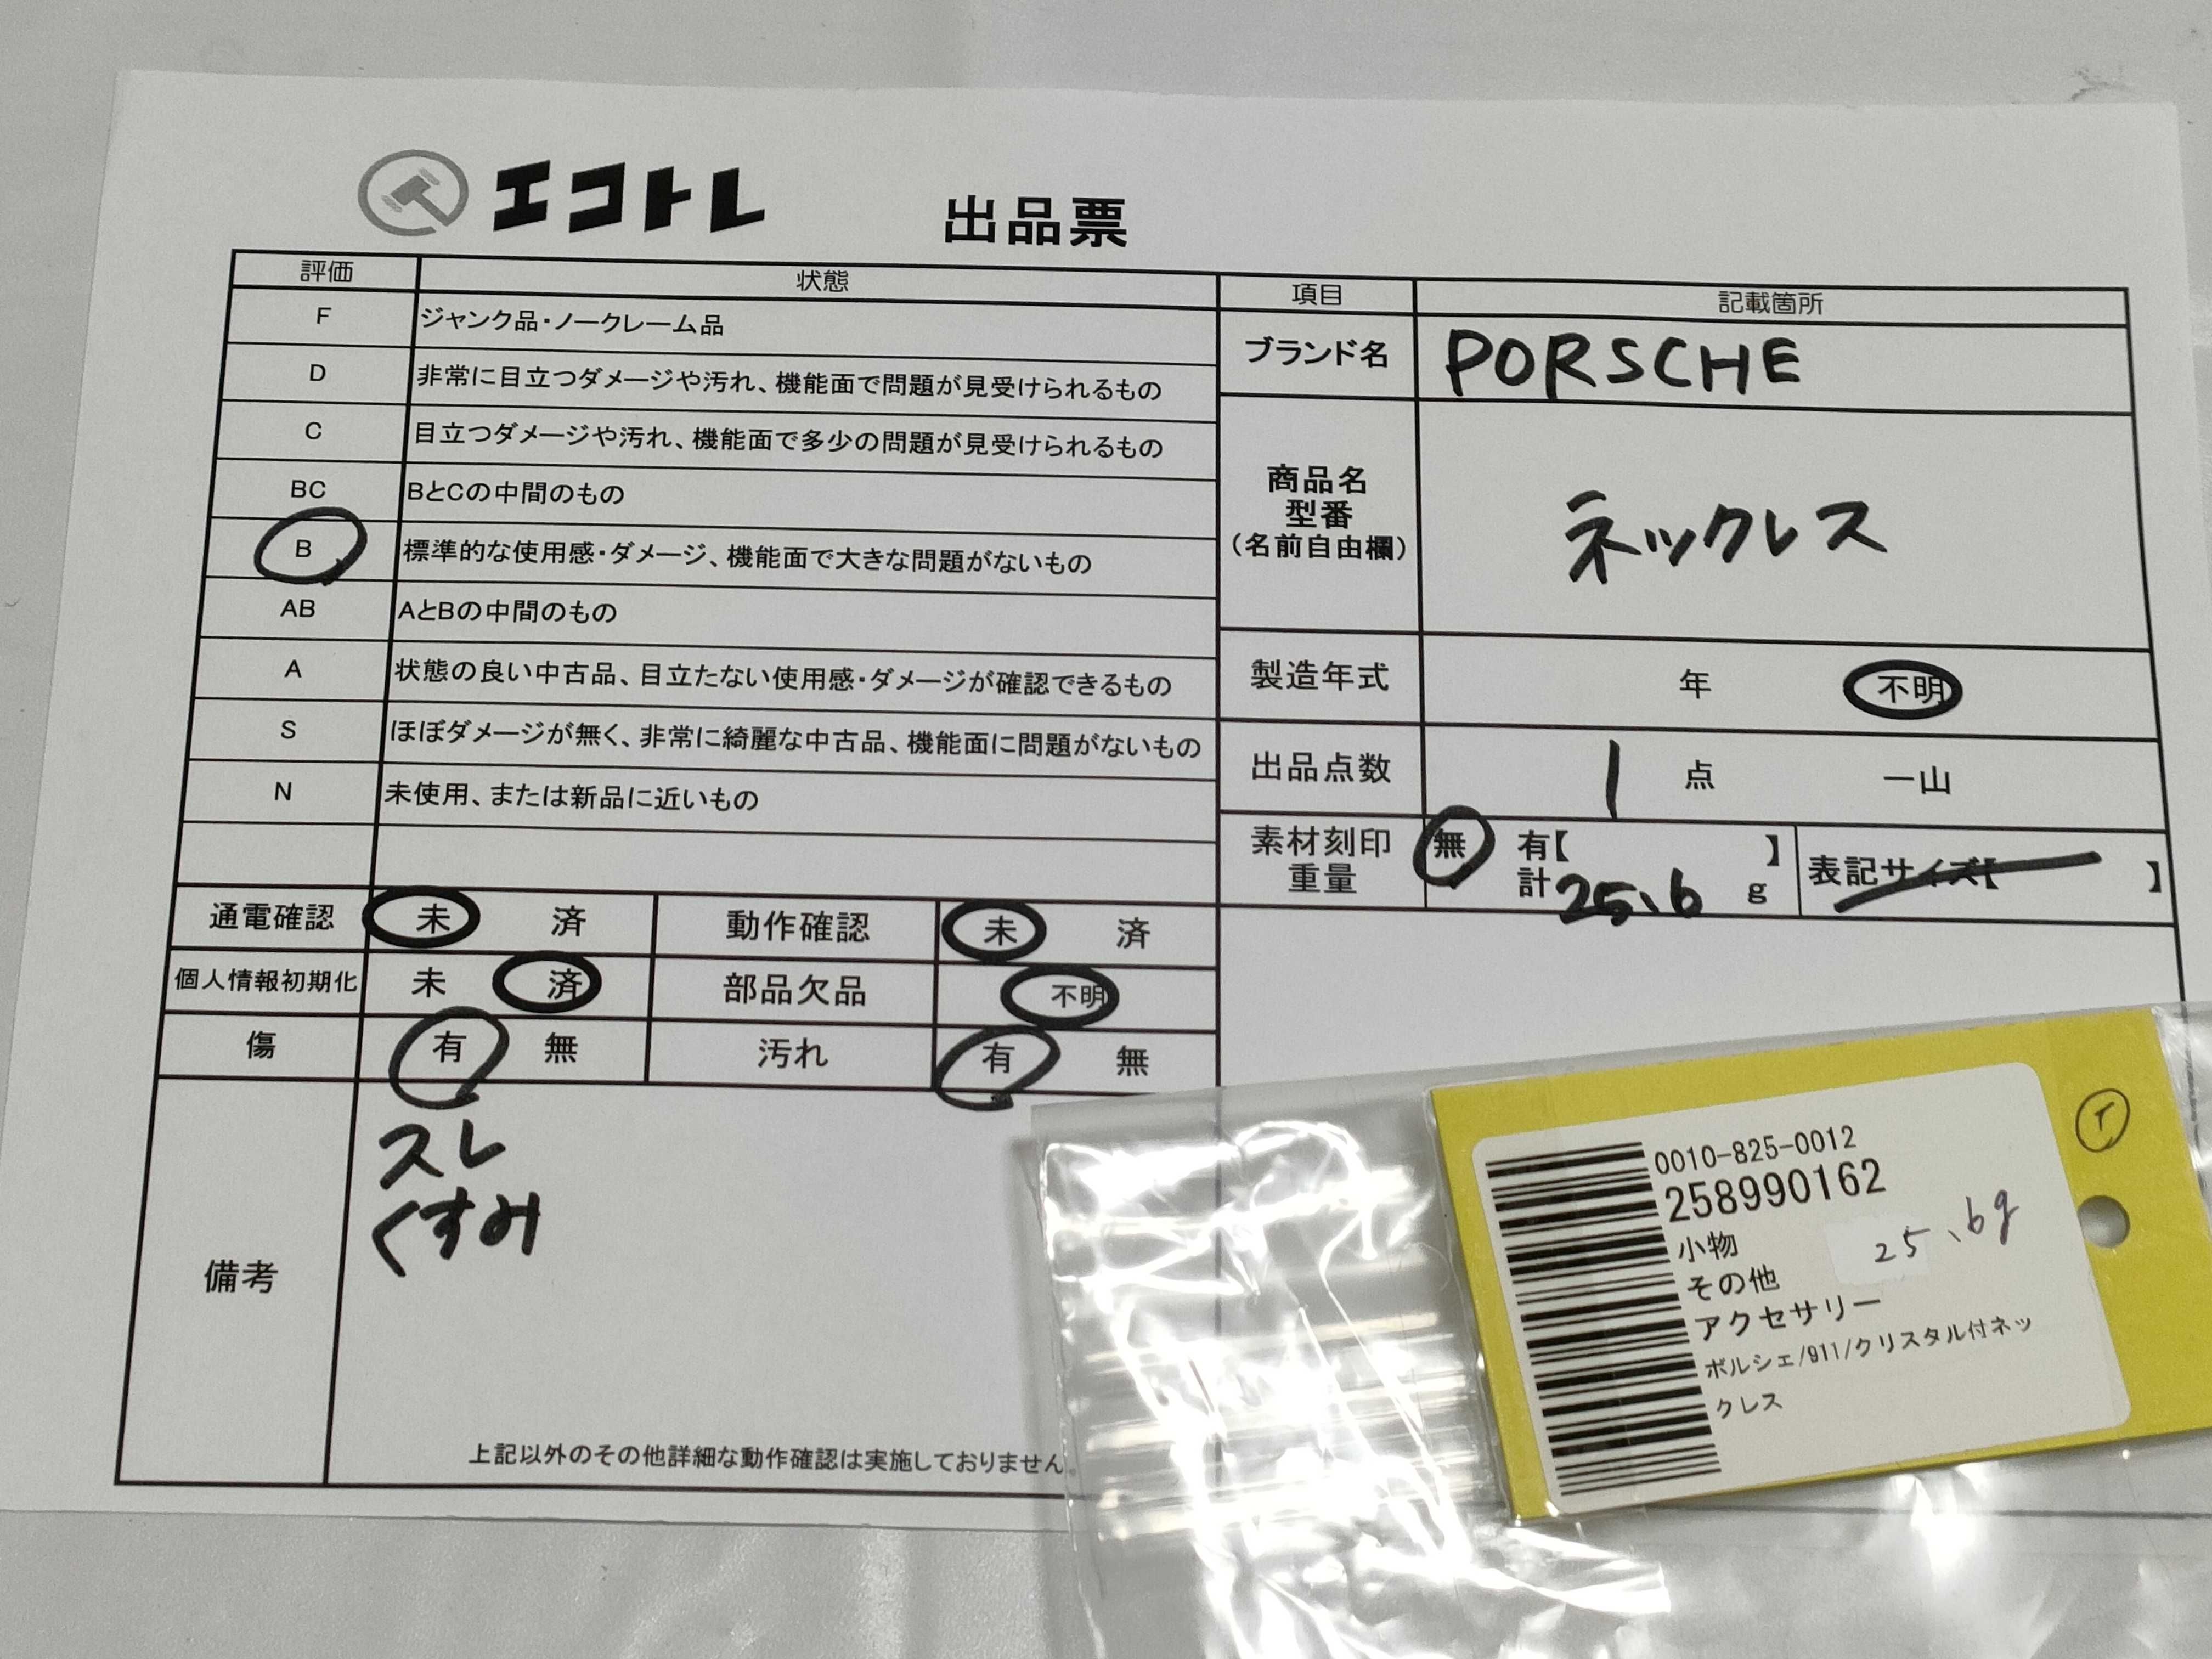 エコトレ 出品票
評価 状態
F ジャンク品・ノークレーム品
D 非常に目立つダメージや汚れ、機能面で問題が見受けられるもの
C 目立つダメージや汚れ、機能面で多少の問題が見受けられるもの
BC BとCの中間のもの
B 標準的な使用感・ダメージ、機能面で大きな問題がないもの
AB AとBの中間のもの
A 状態の良い中古品、目立たない使用感・ダメージが確認できるもの
S ほぼダメージが無く、非常に綺麗な中古品、機能面に問題がないもの
N 未使用、または新品に近いもの
通電確認 未 済 動作確認 未 済
個人情報初期化 未 済 部品欠品 不明
傷 有 無 汚れ 有 無
備考
スレ
くすみ
上記以外のその他詳細な動作確認は実施しておりません。
項目 記載箇所
ブランド名 PORSCHE
商品名
型番
(名前自由欄)
ネックレス
製造年式 年 不明
出品点数 1 点 一山
素材刻印 無 有【 】
重量 計 25.6 g
表記サイズ【 】
0010-825-0012
258990162
小物
その他
アクセサリー
ポルシェ/911/クリスタル付ネッ
クレス
25.6g
T